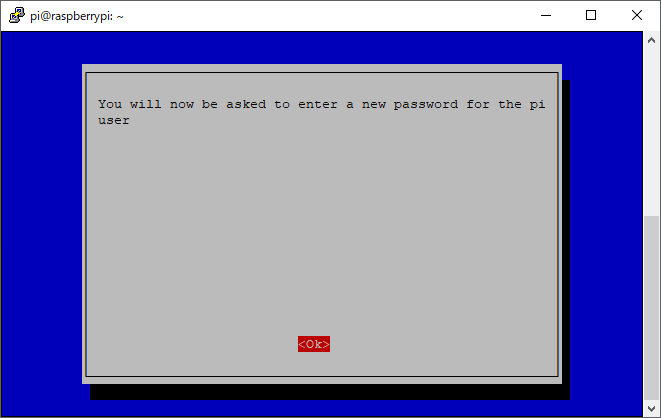 pi@raspberrypi: ~
You will now be asked to enter a new password for the pi
user
<Ok>